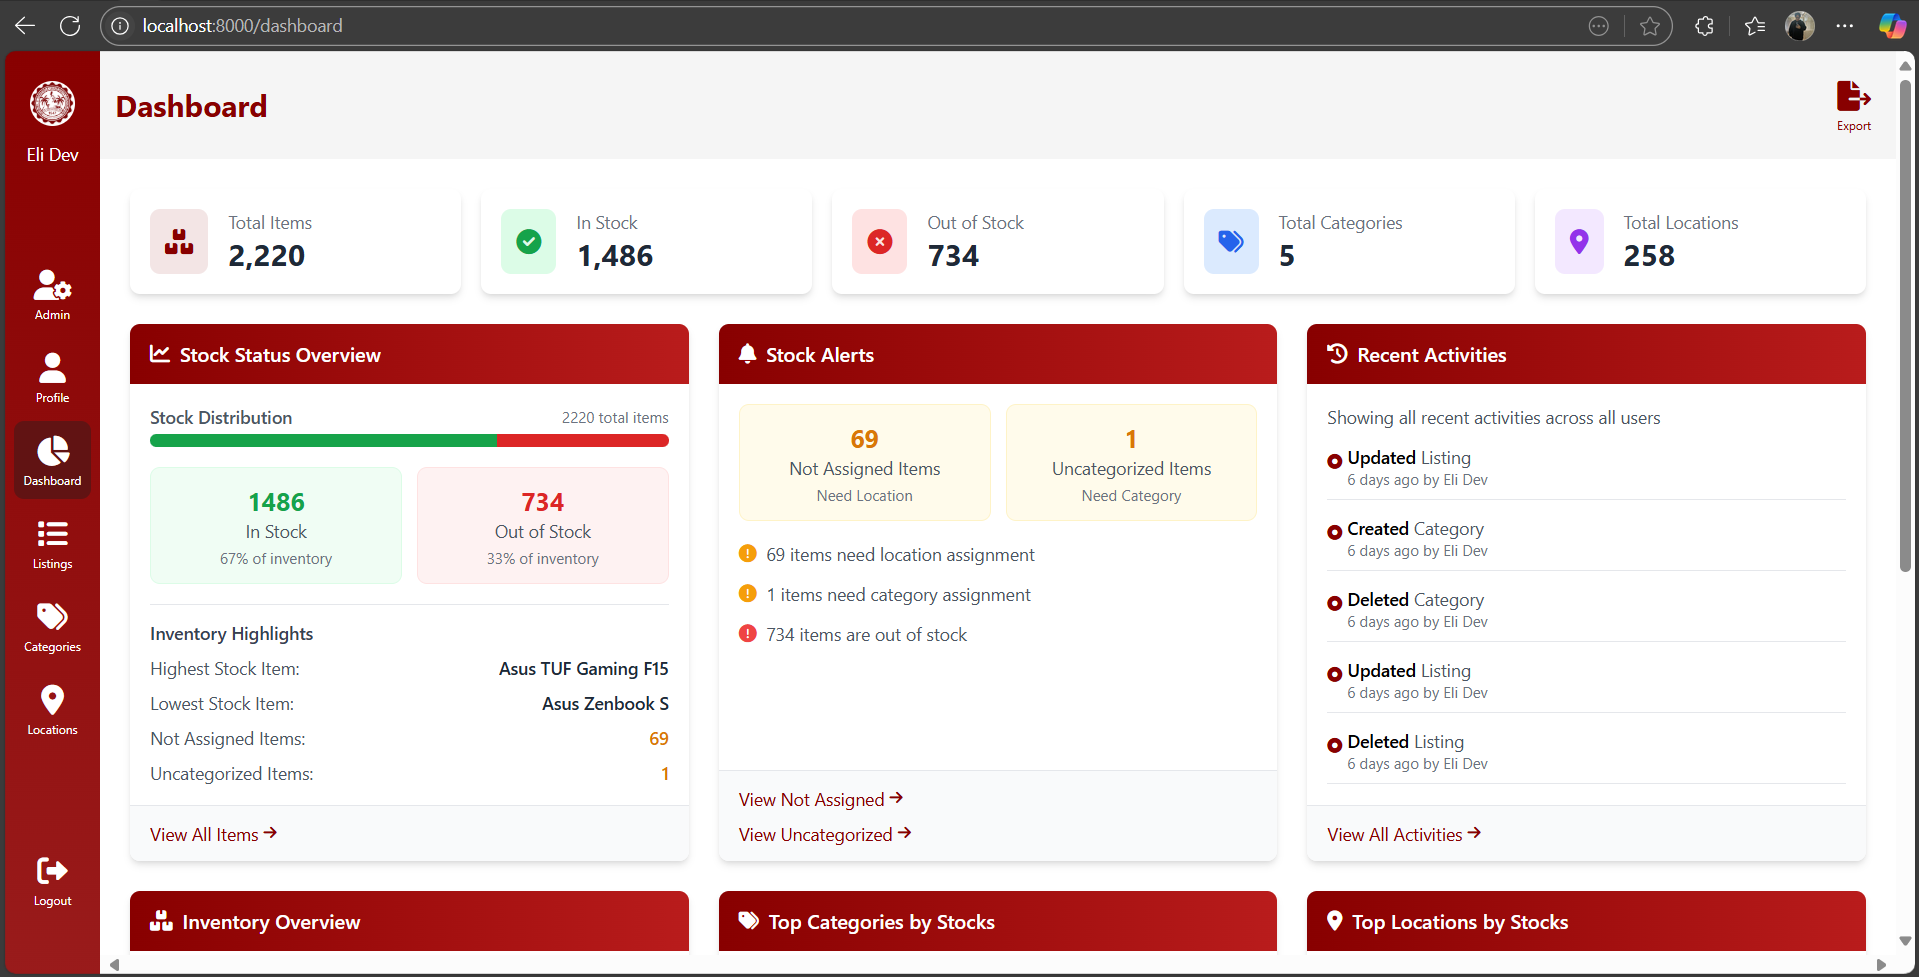 localhost:8000/dashboard
Eli Dev
Admin
Profile
Dashboard
Listings
Categories
Locations
Logout
Dashboard
Export
Total Items
2,220
In Stock
1,486
Out of Stock
734
Total Categories
5
Total Locations
258
Stock Status Overview
Stock Distribution
2220 total items
1486
In Stock
67% of inventory
734
Out of Stock
33% of inventory
Inventory Highlights
Highest Stock Item: Asus TUF Gaming F15
Lowest Stock Item: Asus Zenbook S
Not Assigned Items: 69
Uncategorized Items: 1
View All Items
Stock Alerts
69
Not Assigned Items
Need Location
1
Uncategorized Items
Need Category
69 items need location assignment
1 items need category assignment
734 items are out of stock
View Not Assigned
View Uncategorized
Recent Activities
Showing all recent activities across all users
Updated Listing
6 days ago by Eli Dev
Created Category
6 days ago by Eli Dev
Deleted Category
6 days ago by Eli Dev
Updated Listing
6 days ago by Eli Dev
Deleted Listing
6 days ago by Eli Dev
View All Activities
Inventory Overview
Top Categories by Stocks
Top Locations by Stocks